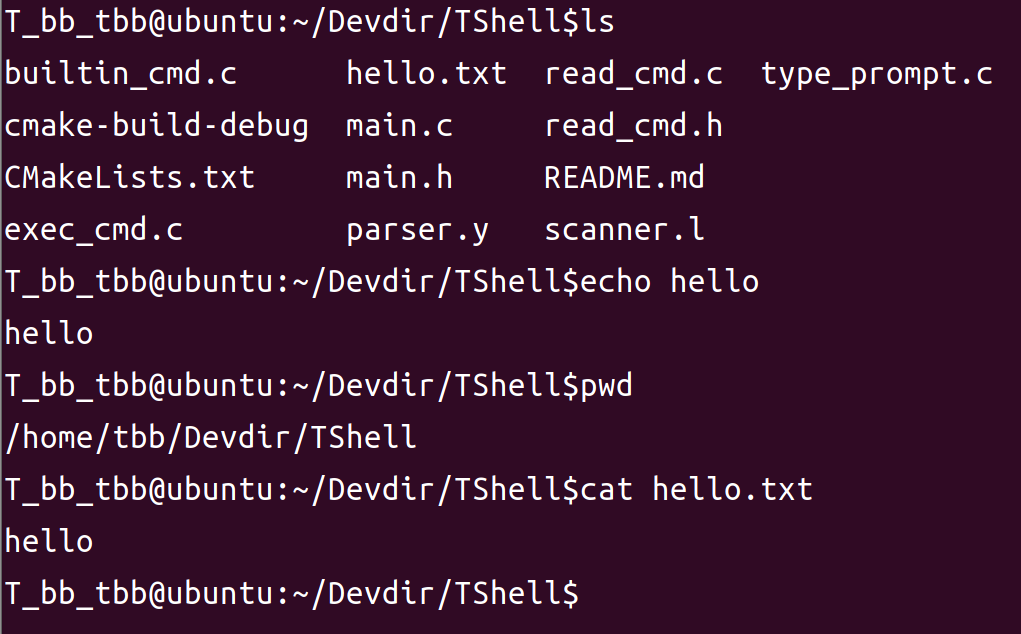 T_bb_tbb@ubuntu:~/Devdir/TShell$ls
builtin_cmd.c      hello.txt  read_cmd.c  type_prompt.c
cmake-build-debug  main.c     read_cmd.h
CMakeLists.txt     main.h     README.md
exec_cmd.c         parser.y   scanner.l
T_bb_tbb@ubuntu:~/Devdir/TShell$echo hello
hello
T_bb_tbb@ubuntu:~/Devdir/TShell$pwd
/home/tbb/Devdir/TShell
T_bb_tbb@ubuntu:~/Devdir/TShell$cat hello.txt
hello
T_bb_tbb@ubuntu:~/Devdir/TShell$